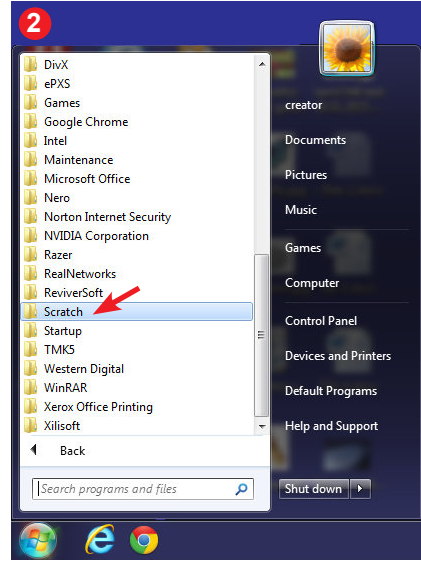 2
DivX
ePXS
Games
Google Chrome
Intel
Maintenance
Microsoft Office
Nero
Norton Internet Security
NVIDIA Corporation
Razer
RealNetworks
ReviverSoft
Scratch
Startup
TMK5
Western Digital
WinRAR
Xerox Office Printing
Xilisoft
Back
Search programs and files
creator
Documents
Pictures
Music
Games
Computer
Control Panel
Devices and Printers
Default Programs
Help and Support
Shut down